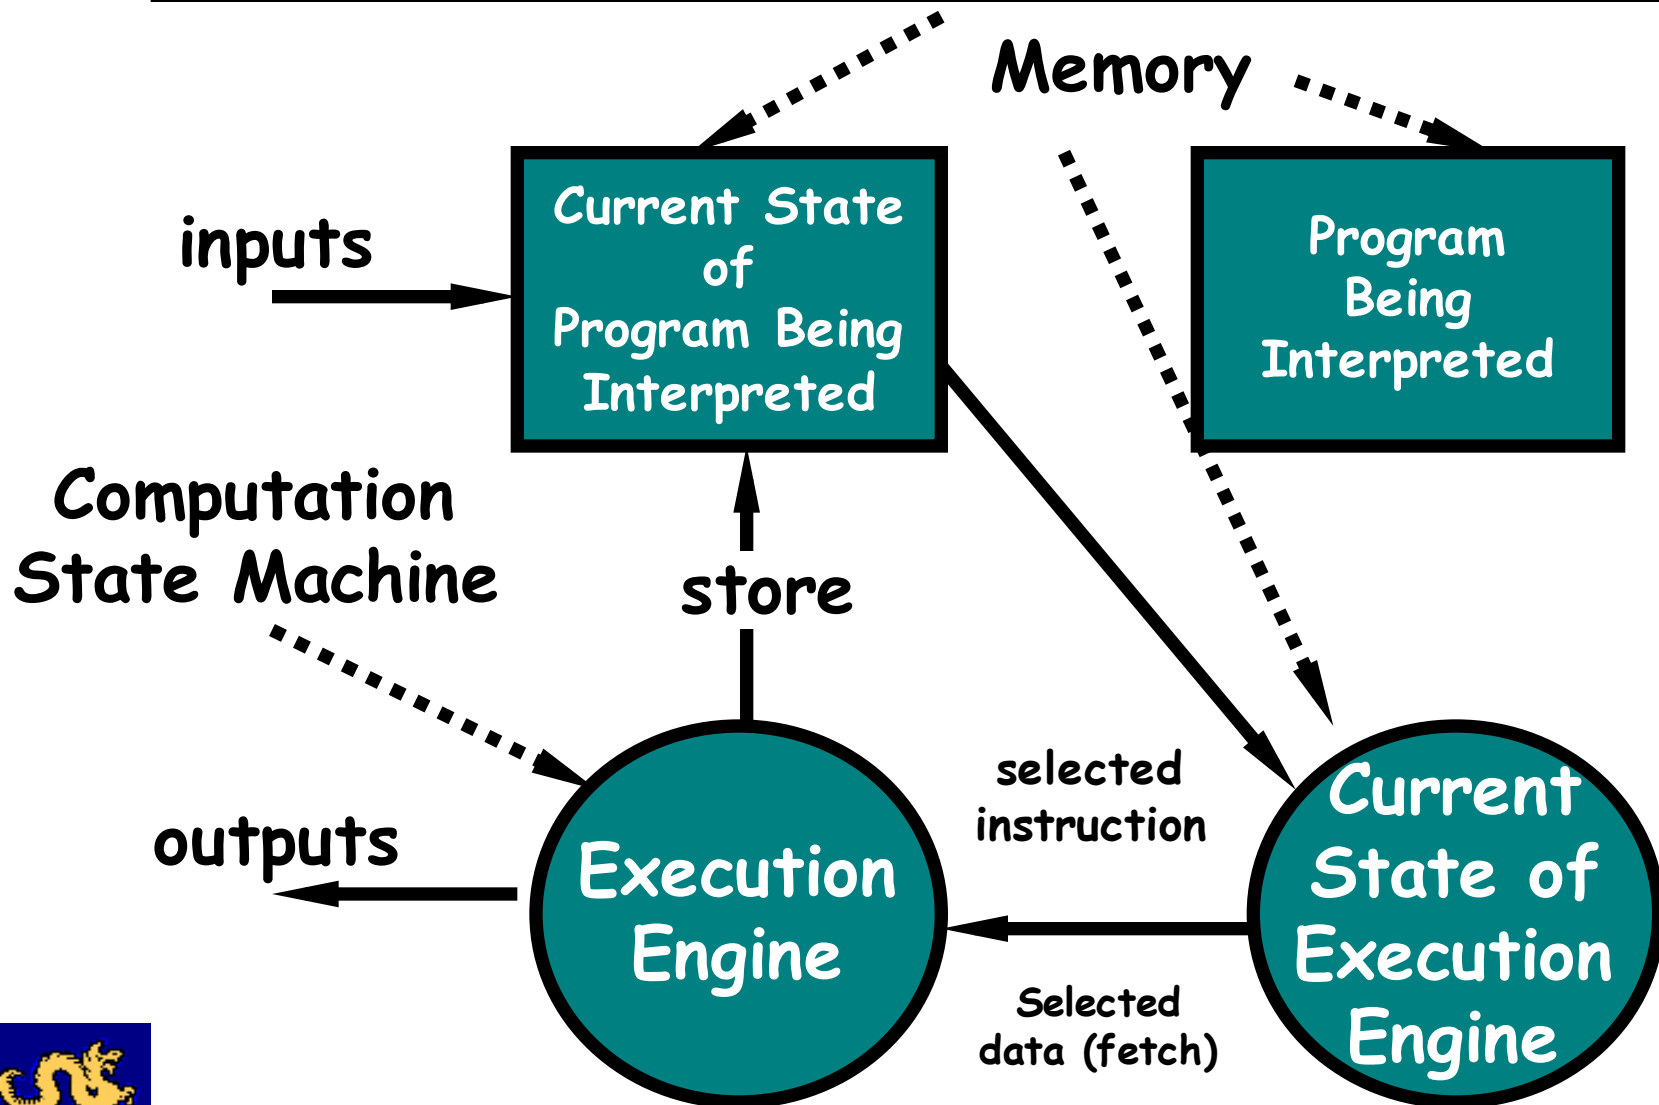 Memory
Current State
of
Program Being
Interpreted
Program
Being
Interpreted
inputs
Computation
State Machine
store
selected
instruction
outputs
Execution
Engine
Current
State of
Execution
Engine
Selected
data (fetch)